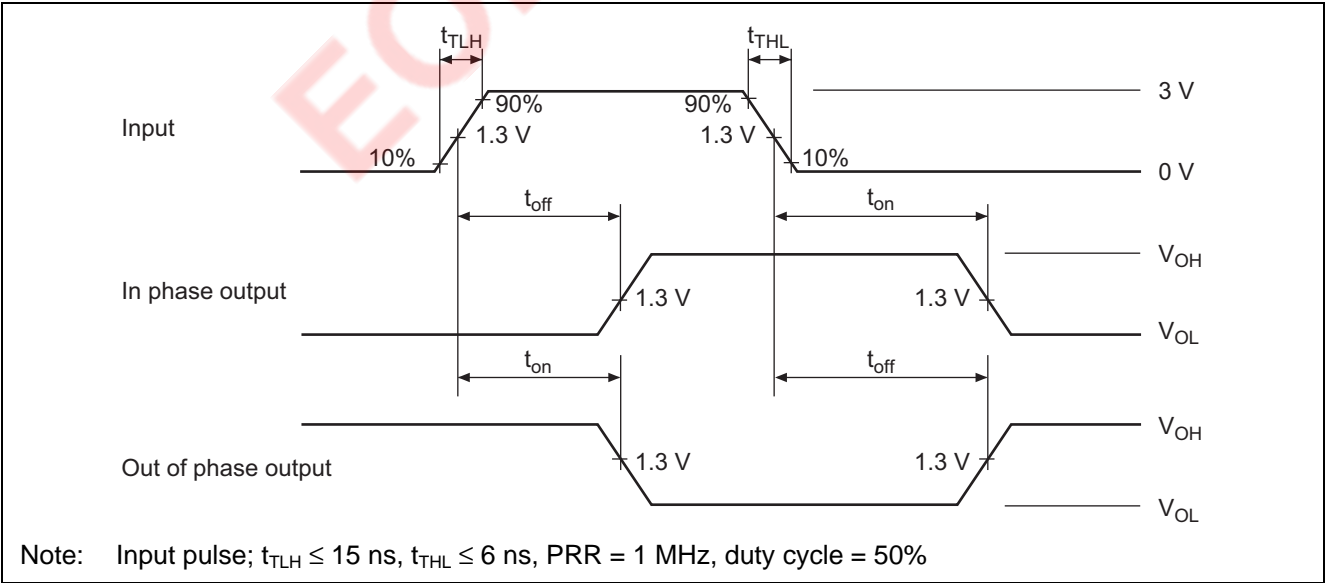 tTLH tTHL
3 V
90% 90%
Input 1.3 V 1.3 V
10% 10%
0 V
toff ton
VOH
In phase output 1.3 V 1.3 V
VOL
ton toff
VOH
Out of phase output 1.3 V 1.3 V
VOL
Note: Input pulse; tTLH ≤ 15 ns, tTHL ≤ 6 ns, PRR = 1 MHz, duty cycle = 50%